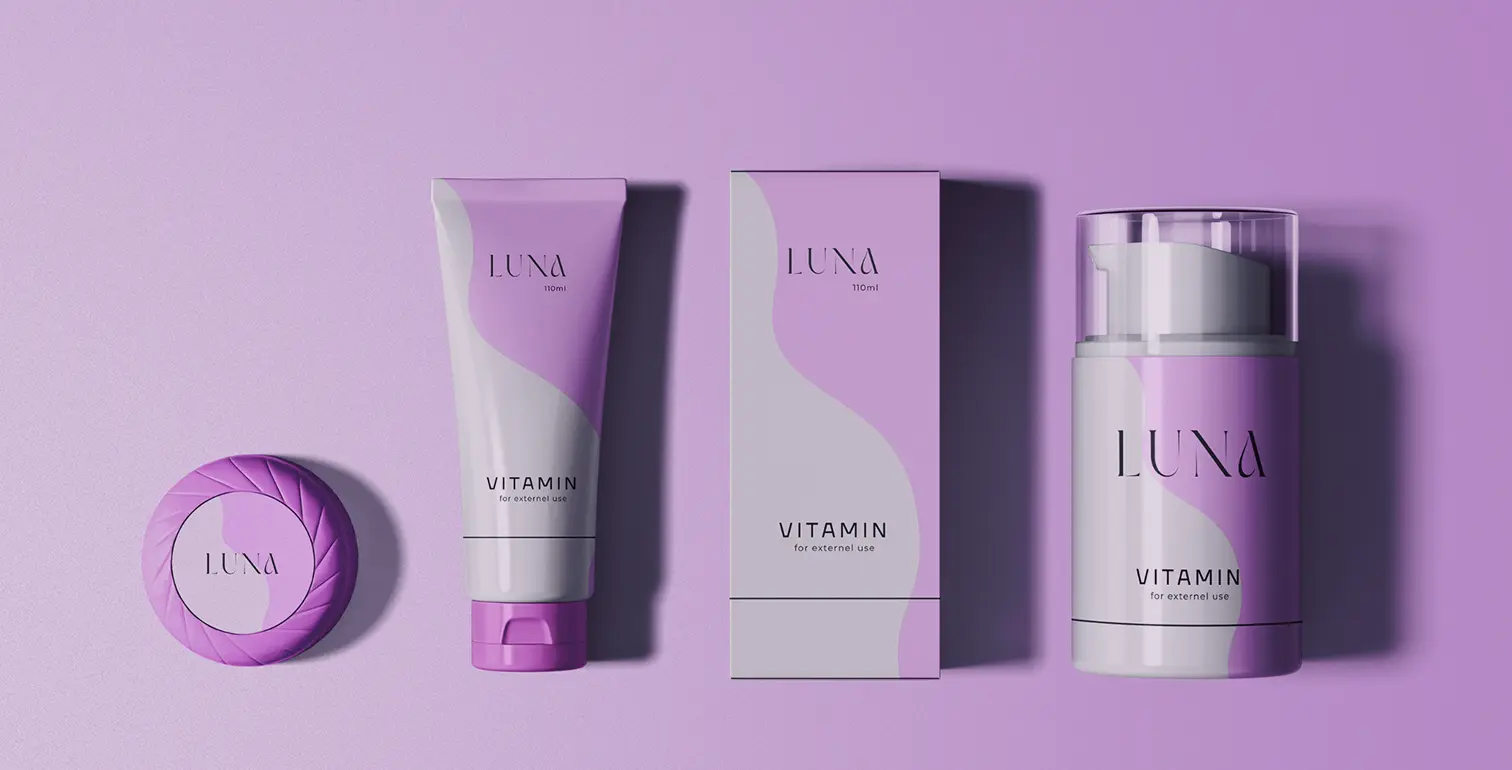 LUNA
LUNA
110ml
VITAMIN
for externel use
LUNA
110ml
VITAMIN
for externel use
LUNA
VITAMIN
for externel use